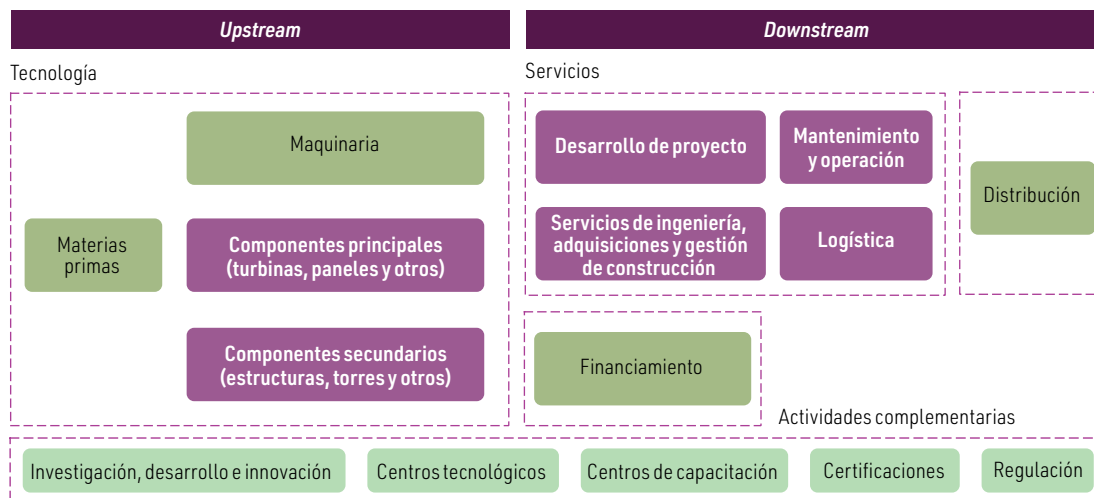 Upstream
Downstream
Tecnología
Servicios
Maquinaria
Materias
primas
Componentes principales
(turbinas, paneles y otros)
Componentes secundarios
(estructuras, torres y otros)
Desarrollo de proyecto
Mantenimiento
y operación
Servicios de ingeniería,
adquisiciones y gestión
de construcción
Logística
Distribución
Financiamiento
Actividades complementarias
Investigación, desarrollo e innovación
Centros tecnológicos
Centros de capacitación
Certificaciones
Regulación